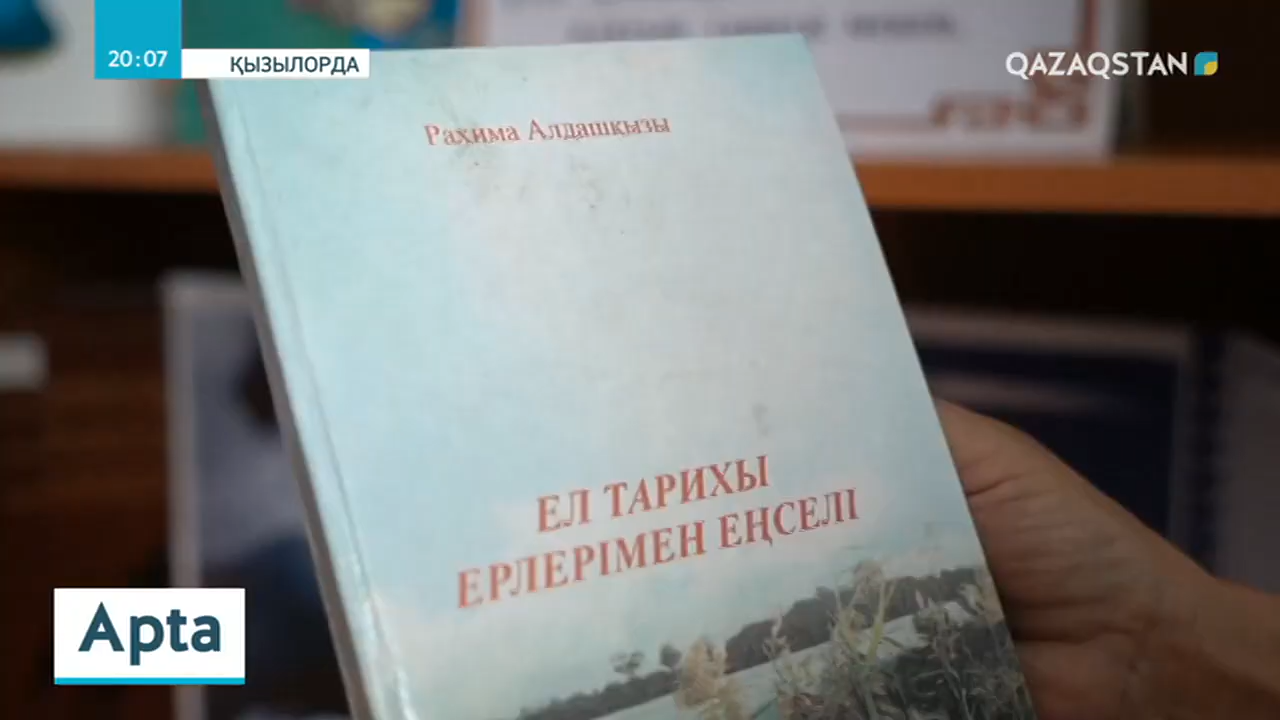 20:07
ҚЫЗЫЛОРДА
QAZAQSTAN
Рахима Алдашқызы
ЕЛ ТАРИХЫ
ЕРЛЕРІМЕН ЕҢСЕЛІ
Apta